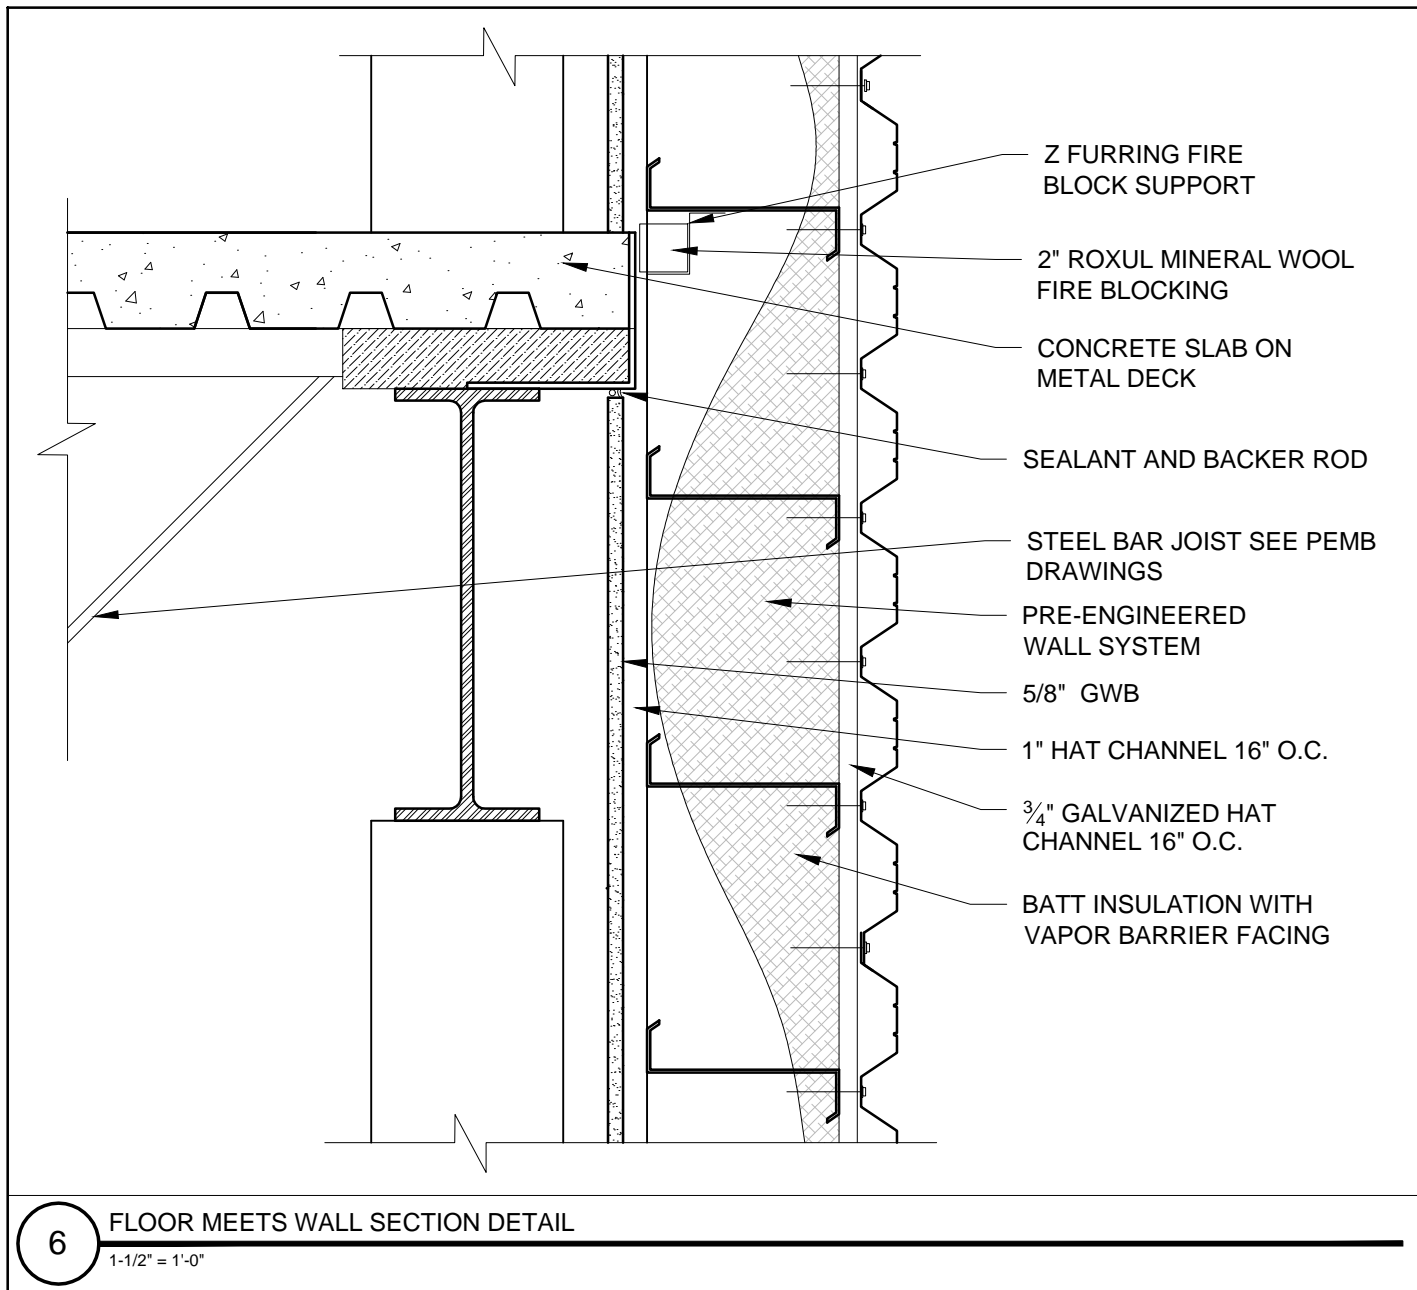 Z FURRING FIRE
BLOCK SUPPORT
2" ROXUL MINERAL WOOL
FIRE BLOCKING
CONCRETE SLAB ON
METAL DECK
SEALANT AND BACKER ROD
STEEL BAR JOIST SEE PEMB
DRAWINGS
PRE-ENGINEERED
WALL SYSTEM
5/8" GWB
1" HAT CHANNEL 16" O.C.
¾" GALVANIZED HAT
CHANNEL 16" O.C.
BATT INSULATION WITH
VAPOR BARRIER FACING
6
FLOOR MEETS WALL SECTION DETAIL
1-1/2" = 1'-0"